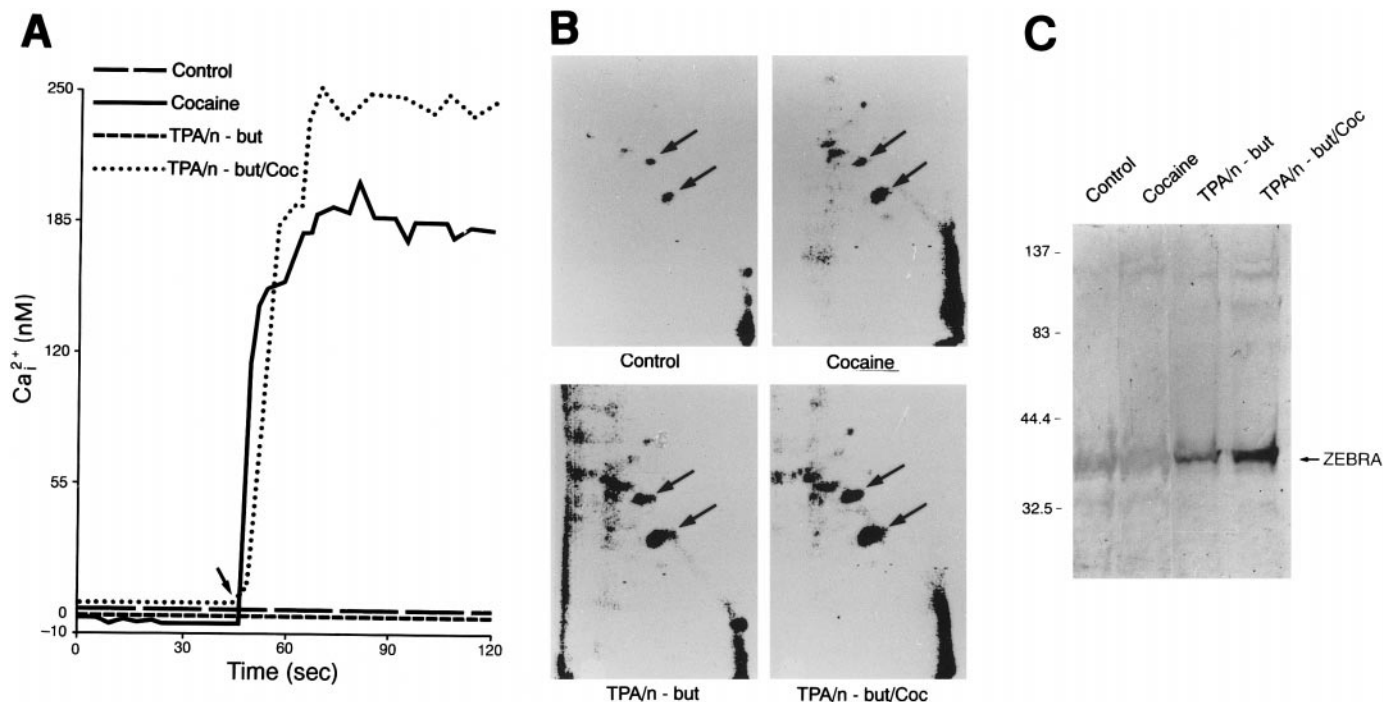 A
Control
Cocaine
TPA/n - but
TPA/n - but/Coc
250
185
120
55
0
-10
Ca i 2+ (nM)
0
30
60
90
120
Time (sec)
B
Control
Cocaine
TPA/n - but
TPA/n - but/Coc
C
Control
Cocaine
TPA/n - but
TPA/n - but/Coc
137 -
83 -
44.4 -
32.5 -
ZEBRA